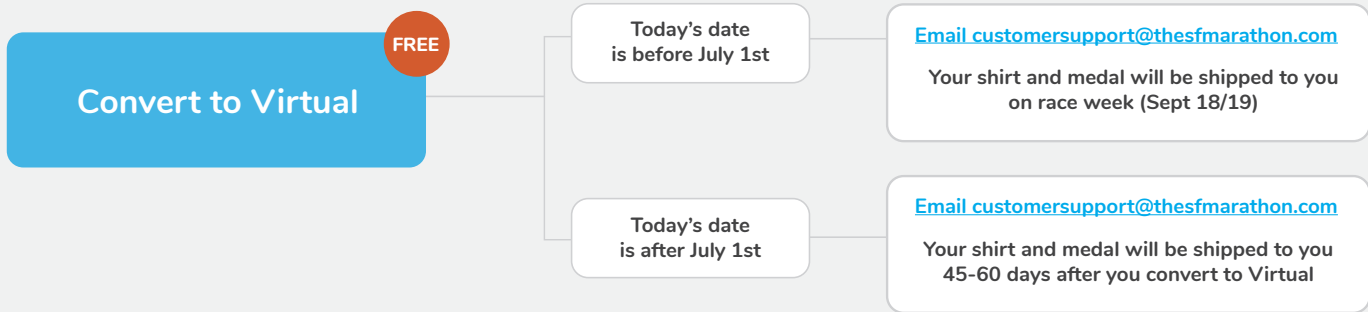 FREE
Convert to Virtual
Today’s date
is before July 1st
Email customersupport@thesfmarathon.com
Your shirt and medal will be shipped to you
on race week (Sept 18/19)
Today’s date
is after July 1st
Email customersupport@thesfmarathon.com
Your shirt and medal will be shipped to you
45-60 days after you convert to Virtual